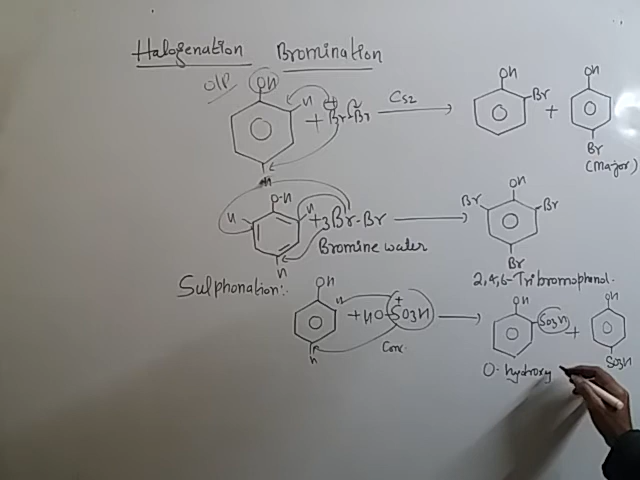 Halogenation Bromination
O/P
OH
H + Br Br CS2 OH Br + OH
H Br
(Major)
O-H
H H +3Br-Br Br OH Br
H Bromine water Br
Sulphonation:- 2,4,6-Tribromophenol.
OH
H +HO-SO3H OH SO3H + OH
H Conc SO3H
O-hydroxy